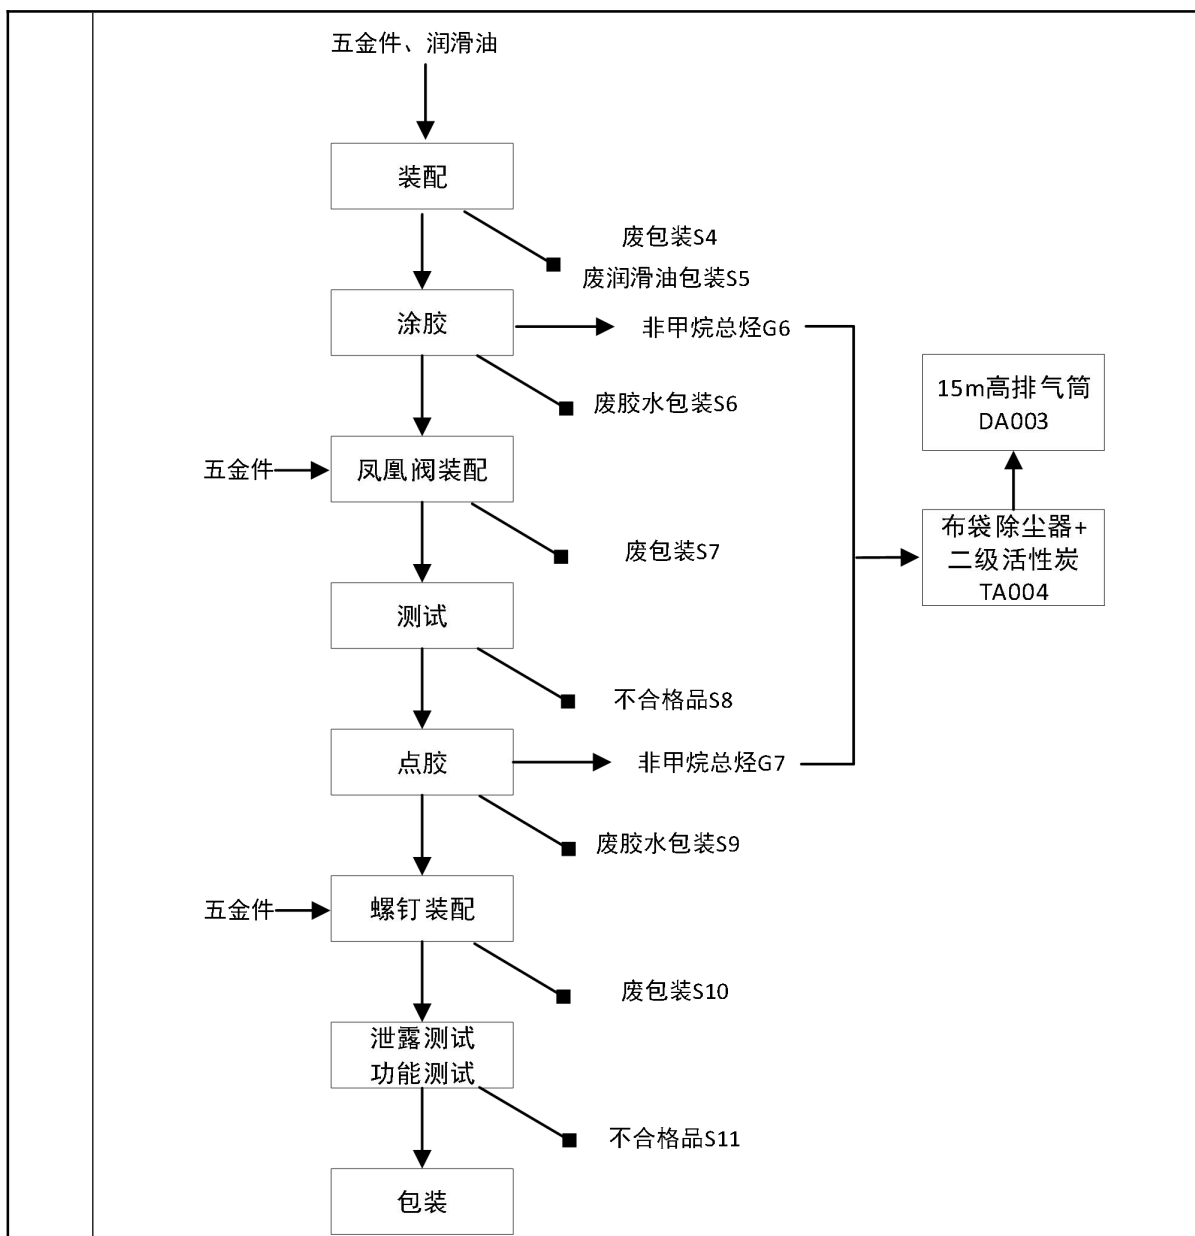 五金件、润滑油
装配
废包装S4
废润滑油包装S5
涂胶
非甲烷总烃G6
15m高排气筒
DA003
废胶水包装S6
五金件
凤凰阀装配
布袋除尘器+
二级活性炭
TA004
废包装S7
测试
不合格品S8
点胶
非甲烷总烃G7
废胶水包装S9
五金件
螺钉装配
废包装S10
泄露测试
功能测试
不合格品S11
包装